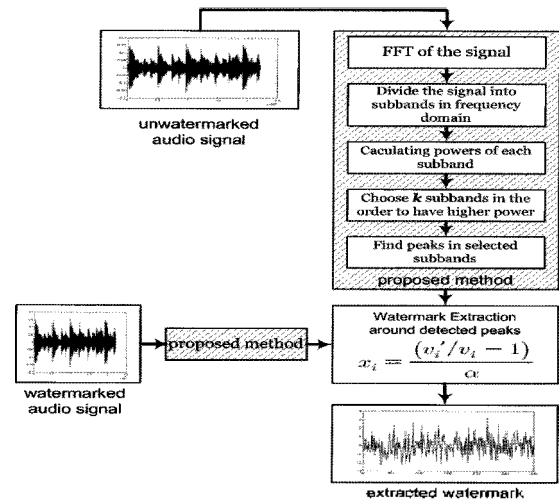 FFT of the signal
Divide the signal into
subbands in frequency
domain
Caculating powers of each
subband
Choose k subbands in the
order to have higher power
Find peaks in selected
subbands
proposed method
unwatermarked
audio signal
watermarked
audio signal
proposed method
Watermark Extraction
around detected peaks
x_i = (v_i'/v_i − 1) / α
extracted watermark